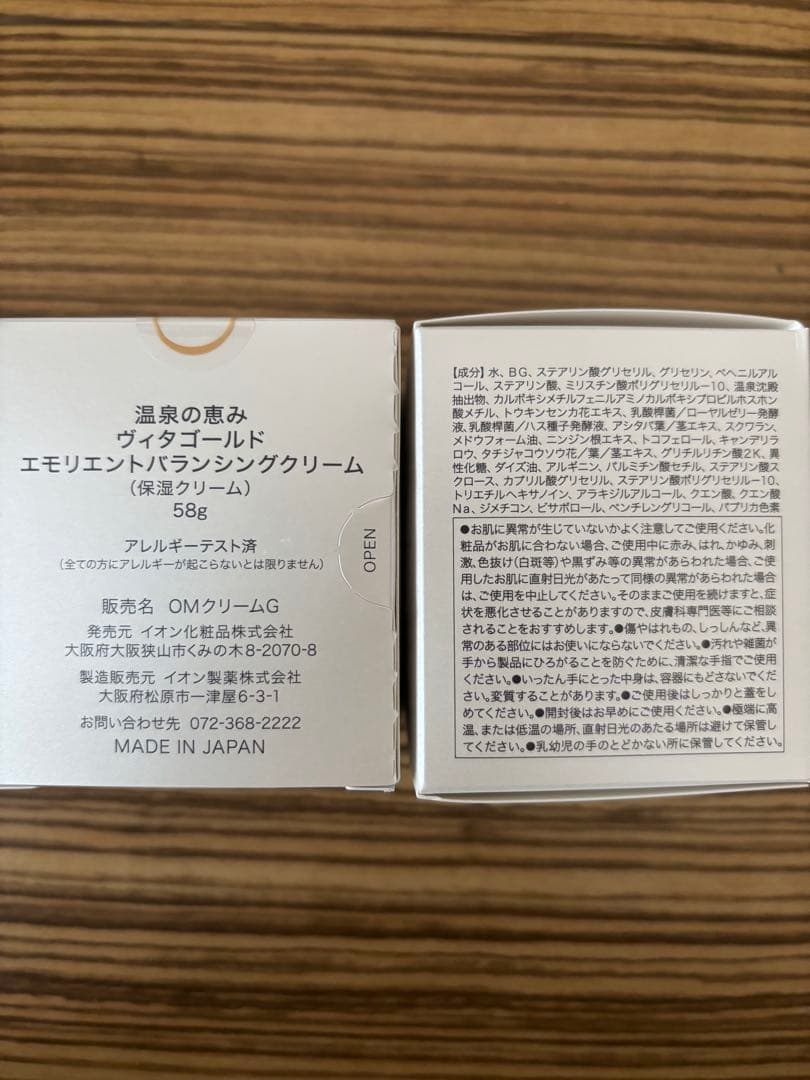 温泉の恵み
ヴィタゴールド
エモリエントバランシングクリーム
（保湿クリーム）
58g
アレルギーテスト済
（全ての方にアレルギーが起こらないとは限りません）
OPEN
販売名 OMクリームG
発売元 イオン化粧品株式会社
大阪府大阪狭山市くみの木8-2070-8
製造販売元 イオン製薬株式会社
大阪府松原市一津屋6-3-1
お問い合わせ先 072-368-2222
MADE IN JAPAN
【成分】水、BG、ステアリン酸グリセリル、グリセリン、ベヘニルアル
コール、ステアリン酸、ミリスチン酸ポリグリセリル-10、温泉沈殿
抽出物、カルボキシメチルフェニルアミノカルボキシプロピルホスホン
酸メチル、トウキンセンカ花エキス、乳酸桿菌／ローヤルゼリー発酵
液、乳酸桿菌／ハス種子発酵液、アシタバ葉／茎エキス、スクワラン、
メドウフォーム油、ニンジン根エキス、トコフェロール、キャンデリラ
ロウ、タチジャコウソウ花／葉／茎エキス、グリチルリチン酸2K、異
性化糖、ダイズ油、アルギニン、パルミチン酸セチル、ステアリン酸ス
クロース、カプリル酸グリセリル、ステアリン酸ポリグリセリル-10、
トリエチルヘキサノイン、アラキジルアルコール、クエン酸、クエン酸
Na、ジメチコン、ビサボロール、ペンチレングリコール、パプリカ色素
●お肌に異常が生じていないかよく注意してご使用ください。化
粧品がお肌に合わない場合、ご使用中に赤み、はれ、かゆみ、刺
激、色抜け(白斑等)や黒ずみ等の異常があらわれた場合、ご使
用したお肌に直射日光があたって同様の異常があらわれた場合
は、ご使用を中止してください。そのままご使用を続けますと、症
状を悪化させることがありますので、皮膚科専門医等にご相談
されることをおすすめします。●傷やはれもの、しっしんなど、異
常のある部位にはお使いにならないでください。●汚れや雑菌が
手から製品にひろがることを防ぐために、清潔な手指でご使用
ください。●いったん手にとった中身は、容器にもどさないでくだ
さい。変質することがあります。●ご使用後はしっかりと蓋をし
めてください。●開封後はお早めにご使用ください。●極端に高
温、または低温の場所、直射日光のあたる場所は避けて保管し
てください。●乳幼児の手のとどかない所に保管してください。